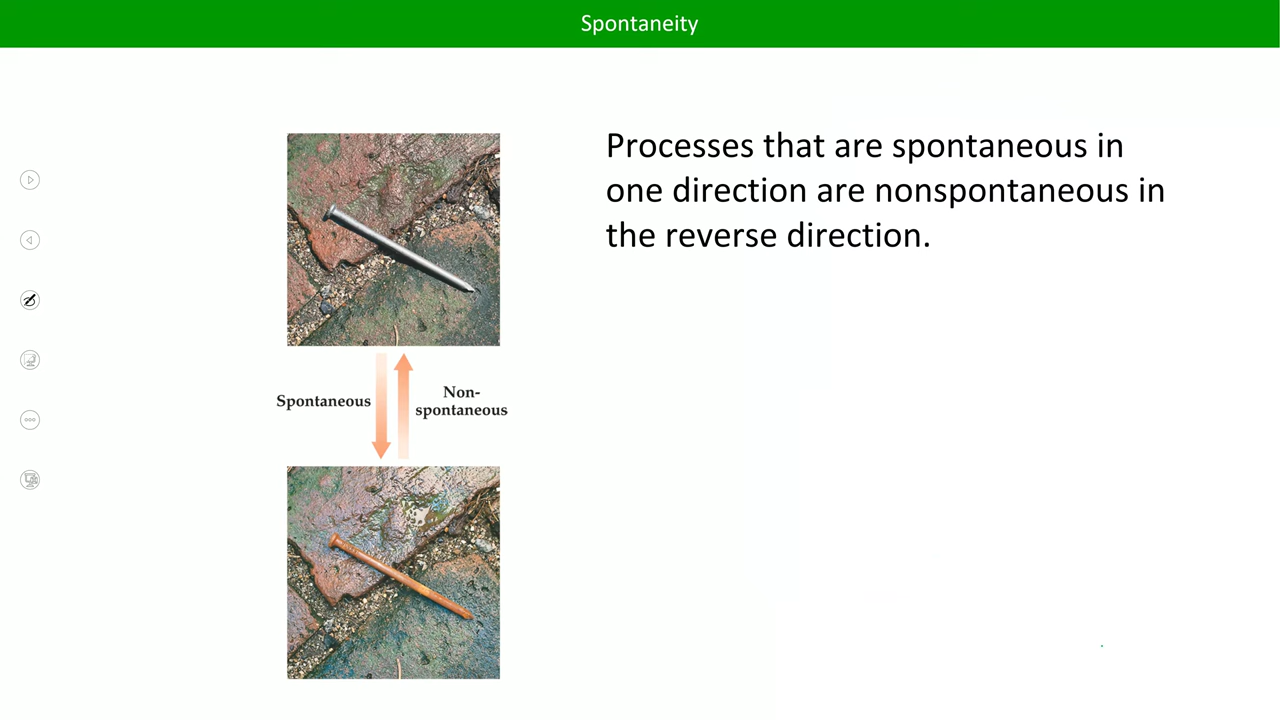 Spontaneity
Processes that are spontaneous in
one direction are nonspontaneous in
the reverse direction.
Spontaneous
Non-
spontaneous